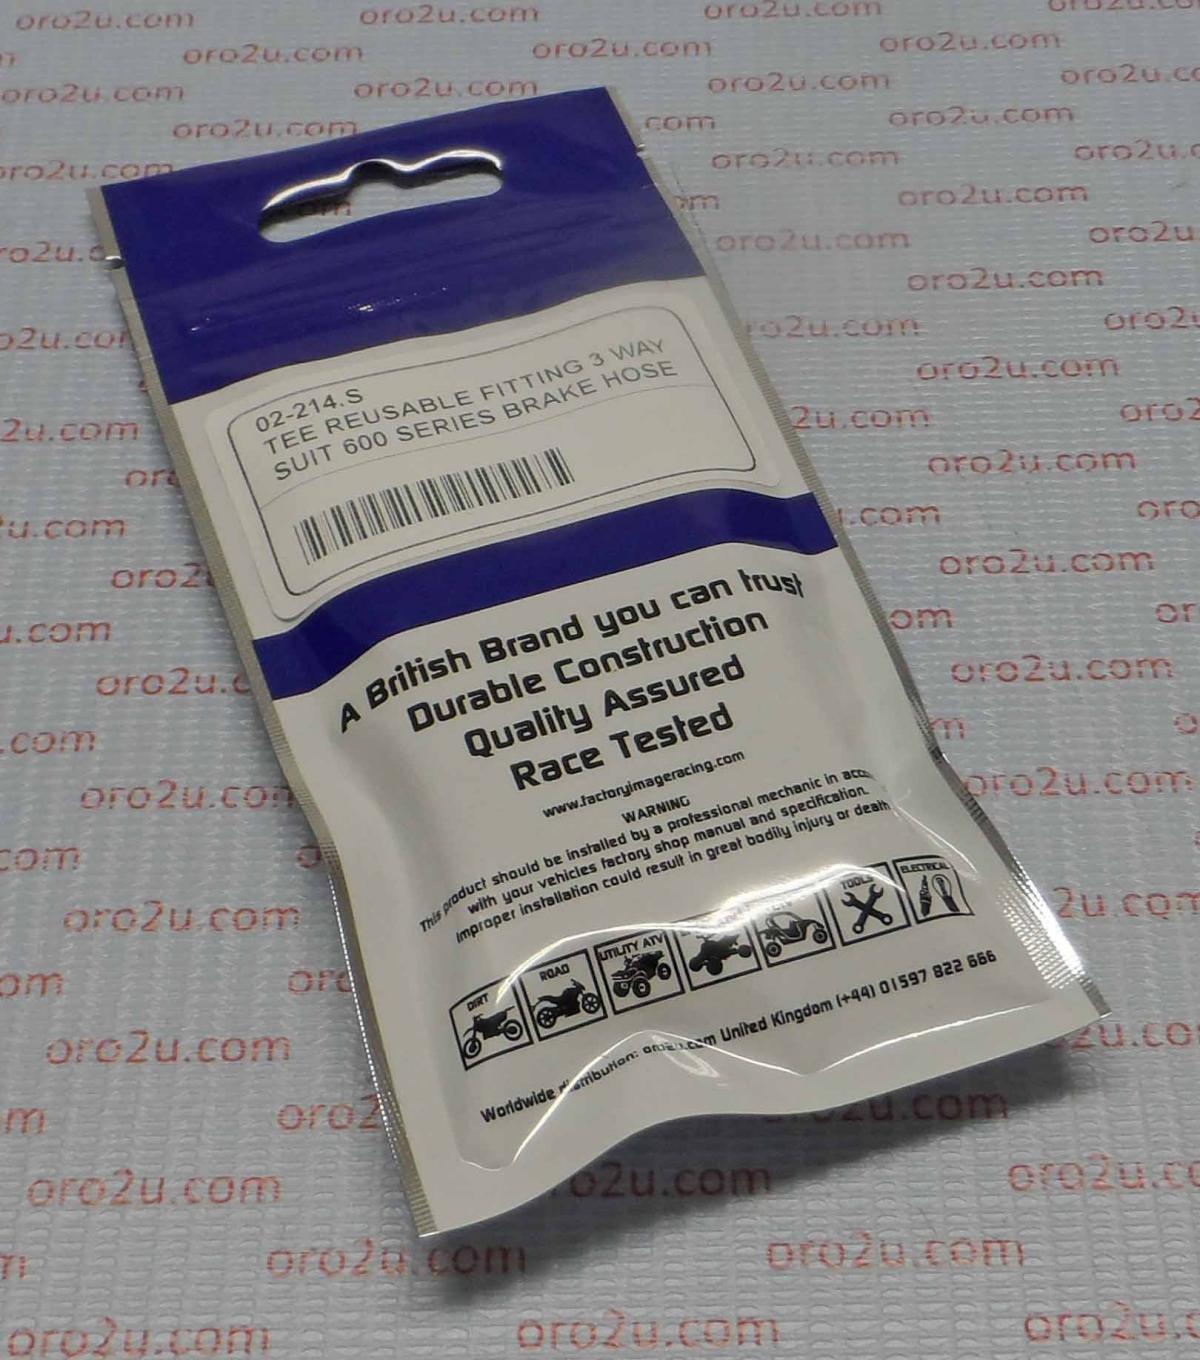 02-214.S
TEE REUSABLE FITTING 3 WAY
SUIT 600 SERIES BRAKE HOSE
A British Brand you can trust
Durable Construction
Quality Assured
Race Tested
www.factoryimageracing.com
WARNING
This product should be installed by a professional mechanic in
with your vehicles factory shop manual and specification.
Improper installation could result in great bodily injury or death
DIRT
ROAD
UTILITY ATV
TOOLS
ELECTRICAL
Worldwide distribution: oro2u.com United Kingdom (+44) 01597 822 666
oro2u.com